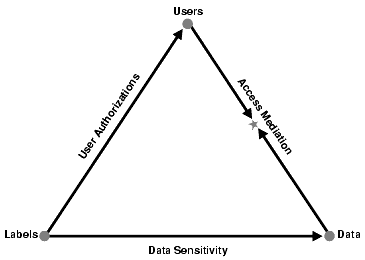 Users
User Authorizations
Access Mediation
Labels
Data
Data Sensitivity